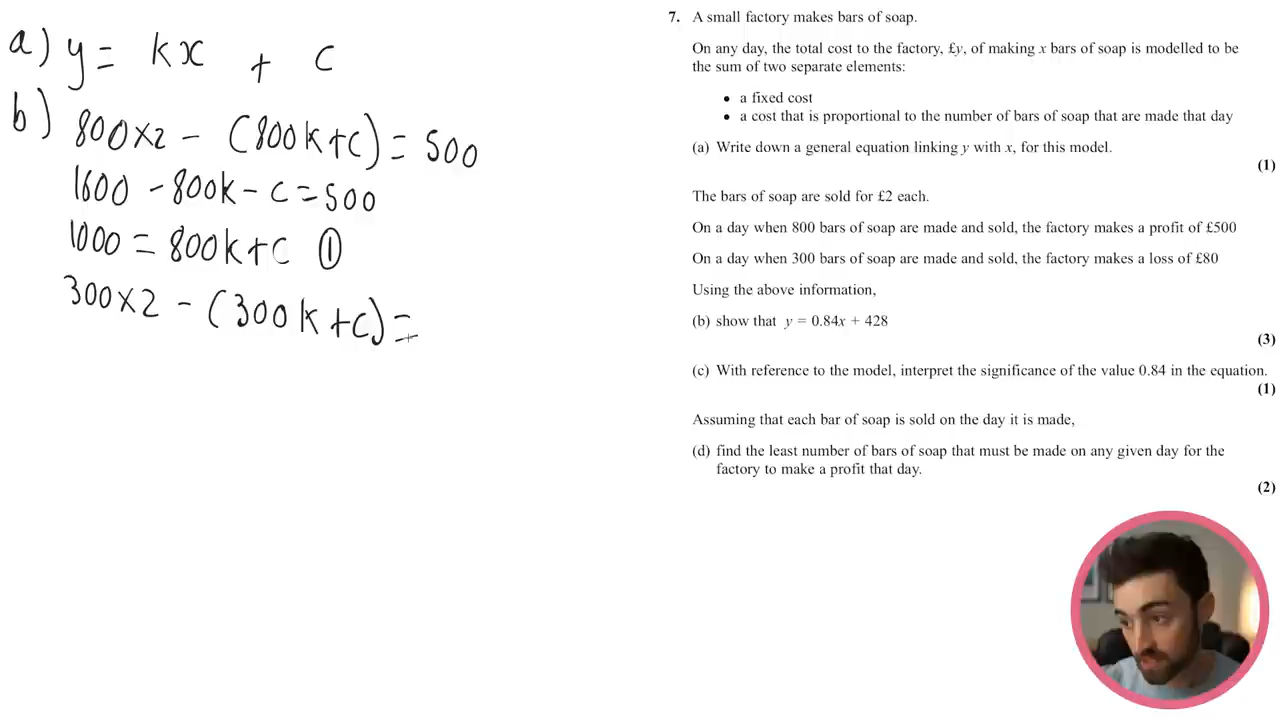 a) y = kx + c
b) 800×2 - (800k+c) = 500
1600 - 800k - c = 500
1000 = 800k+c ①
300×2 - (300k+c) =
7. A small factory makes bars of soap.
On any day, the total cost to the factory, £y, of making x bars of soap is modelled to be
the sum of two separate elements:
• a fixed cost
• a cost that is proportional to the number of bars of soap that are made that day
(a) Write down a general equation linking y with x, for this model.
(1)
The bars of soap are sold for £2 each.
On a day when 800 bars of soap are made and sold, the factory makes a profit of £500
On a day when 300 bars of soap are made and sold, the factory makes a loss of £80
Using the above information,
(b) show that y = 0.84x + 428
(3)
(c) With reference to the model, interpret the significance of the value 0.84 in the equation.
(1)
Assuming that each bar of soap is sold on the day it is made,
(d) find the least number of bars of soap that must be made on any given day for the
factory to make a profit that day.
(2)